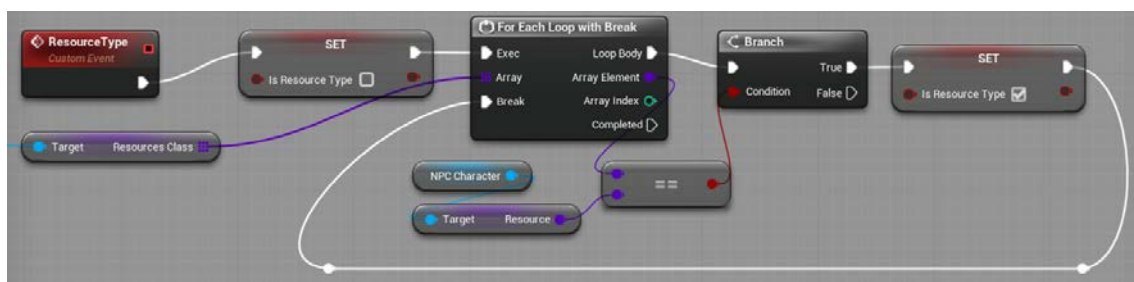 ResourceType
Custom Event
SET
Is Resource Type
For Each Loop with Break
Exec
Loop Body
Array
Array Element
Break
Array Index
Completed
Branch
True
Condition
False
SET
Is Resource Type
Target
Resources Class
NPC Character
==
Target
Resource